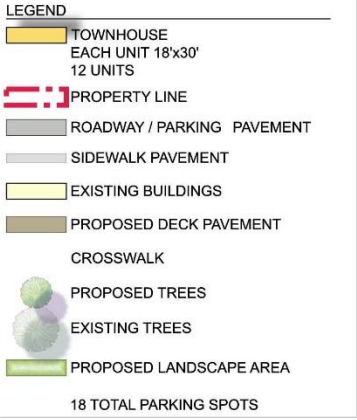 LEGEND
TOWNHOUSE
EACH UNIT 18'x30'
12 UNITS
PROPERTY LINE
ROADWAY / PARKING PAVEMENT
SIDEWALK PAVEMENT
EXISTING BUILDINGS
PROPOSED DECK PAVEMENT
CROSSWALK
PROPOSED TREES
EXISTING TREES
PROPOSED LANDSCAPE AREA
18 TOTAL PARKING SPOTS